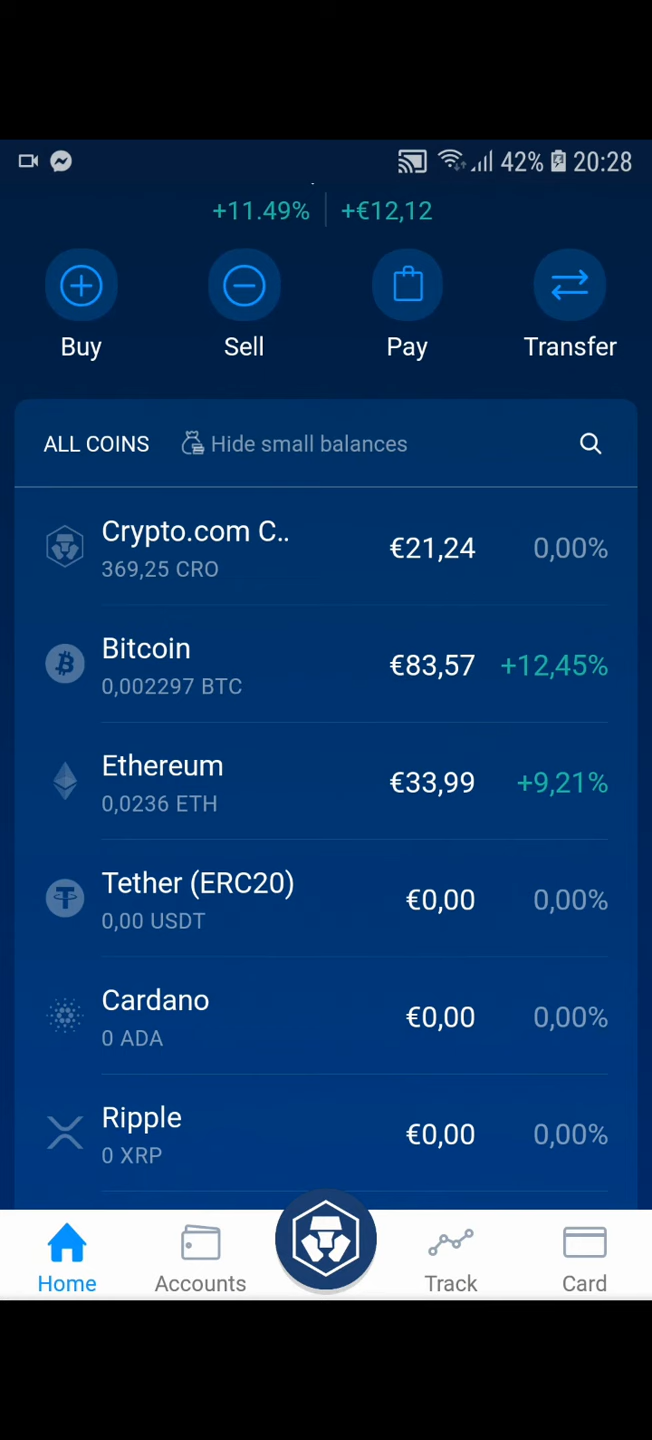 42% 20:28
+11.49% +€12,12
Buy Sell Pay Transfer
ALL COINS Hide small balances
Crypto.com C.. €21,24 0,00%
369,25 CRO
Bitcoin €83,57 +12,45%
0,002297 BTC
Ethereum €33,99 +9,21%
0,0236 ETH
Tether (ERC20) €0,00 0,00%
0,00 USDT
Cardano €0,00 0,00%
0 ADA
Ripple €0,00 0,00%
0 XRP
Home Accounts Track Card